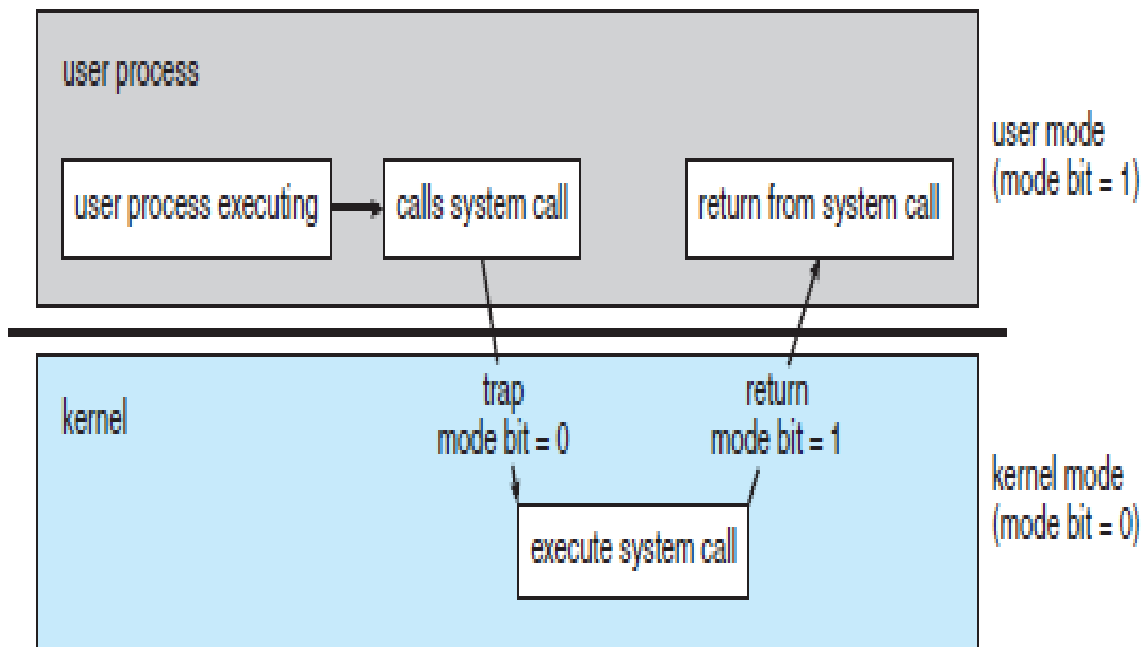 user process
user process executing
calls system call
return from system call
user mode
(mode bit = 1)
kernel
trap
mode bit = 0
return
mode bit = 1
execute system call
kernel mode
(mode bit = 0)